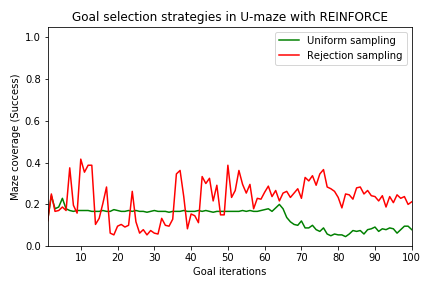 Goal selection strategies in U-maze with REINFORCE
Uniform sampling
Rejection sampling
Maze coverage (Success)
1.0
0.8
0.6
0.4
0.2
0.0
10 20 30 40 50 60 70 80 90 100
Goal iterations